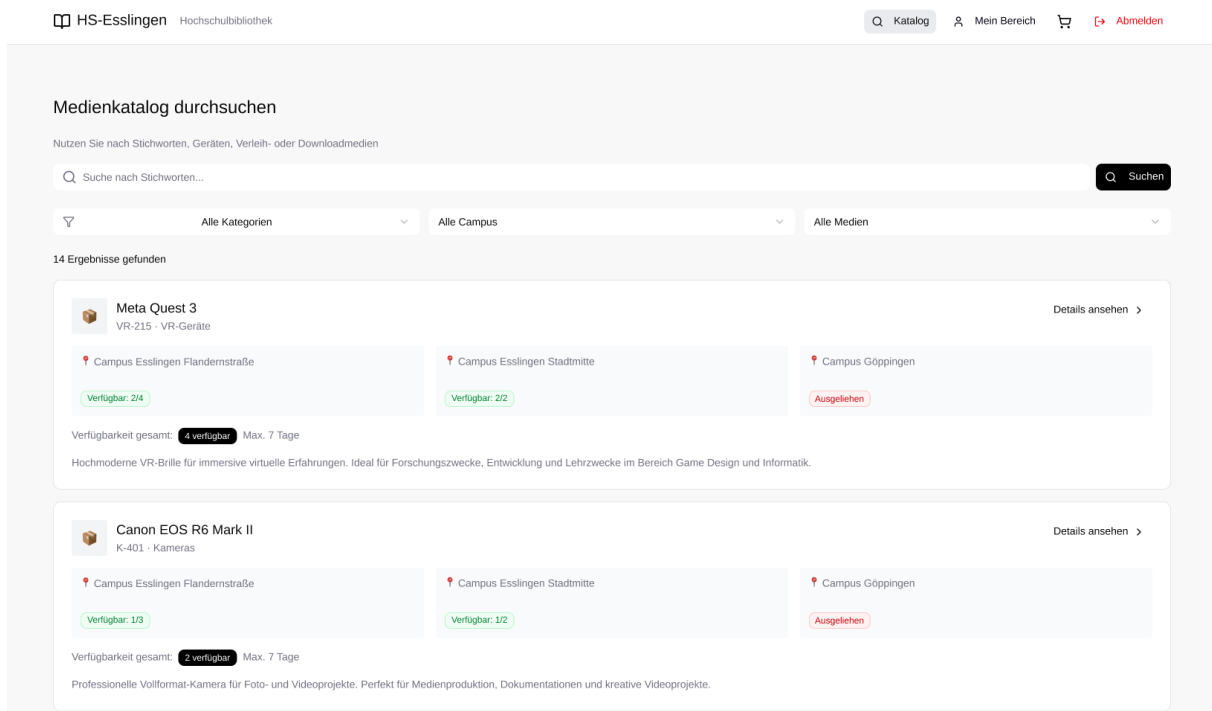 HS-Esslingen Hochschulbibliothek Katalog Mein Bereich Abmelden
Medienkatalog durchsuchen
Nutzen Sie nach Stichworten, Geräten, Verleih- oder Downloadmedien
Suche nach Stichworten... Suchen
Alle Kategorien Alle Campus Alle Medien
14 Ergebnisse gefunden
Meta Quest 3 Details ansehen
VR-215 · VR-Geräte
Campus Esslingen Flandernstraße Campus Esslingen Stadtmitte Campus Göppingen
Verfügbar: 2/4 Verfügbar: 2/2 Ausgeliehen
Verfügbarkeit gesamt: 4 verfügbar Max. 7 Tage
Hochmoderne VR-Brille für immersive virtuelle Erfahrungen. Ideal für Forschungszwecke, Entwicklung und Lehrzwecke im Bereich Game Design und Informatik.
Canon EOS R6 Mark II Details ansehen
K-401 · Kameras
Campus Esslingen Flandernstraße Campus Esslingen Stadtmitte Campus Göppingen
Verfügbar: 1/3 Verfügbar: 1/2 Ausgeliehen
Verfügbarkeit gesamt: 2 verfügbar Max. 7 Tage
Professionelle Vollformat-Kamera für Foto- und Videoprojekte. Perfekt für Medienproduktion, Dokumentationen und kreative Videoprojekte.